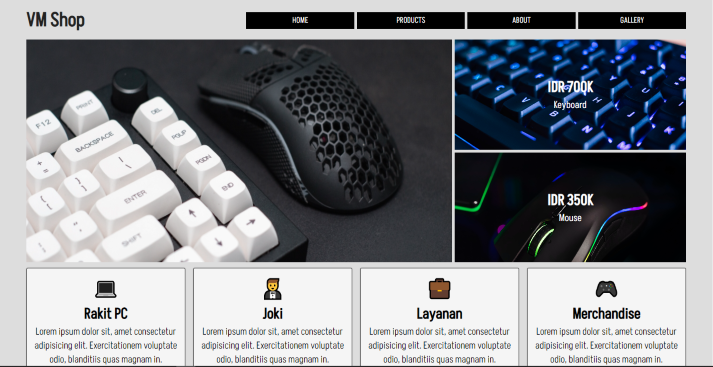 VM Shop
HOME
PRODUCTS
ABOUT
GALLERY
F12
PRINT
DEL
BACKSPACE
PGUP
PGDN
ENTER
END
SHIFT
IDR 700K
Keyboard
IDR 350K
Mouse
Rakit PC
Lorem ipsum dolor sit, amet consectetur
adipisicing elit. Exercitationem voluptate
odio, blanditiis quas magnam in.
Joki
Lorem ipsum dolor sit, amet consectetur
adipisicing elit. Exercitationem voluptate
odio, blanditiis quas magnam in.
Layanan
Lorem ipsum dolor sit, amet consectetur
adipisicing elit. Exercitationem voluptate
odio, blanditiis quas magnam in.
Merchandise
Lorem ipsum dolor sit, amet consectetur
adipisicing elit. Exercitationem voluptate
odio, blanditiis quas magnam in.